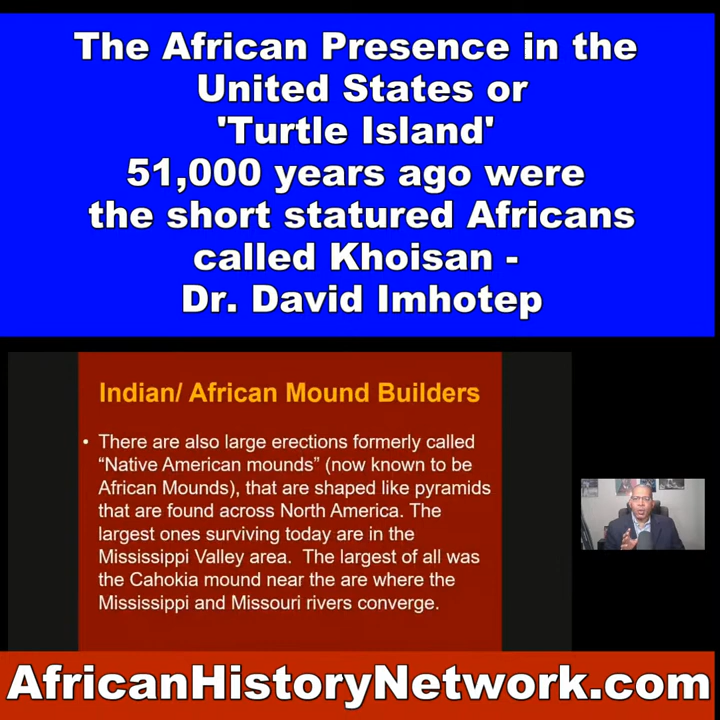 The African Presence in the
United States or
'Turtle Island'
51,000 years ago were
the short statured Africans
called Khoisan -
Dr. David Imhotep
Indian/ African Mound Builders
• There are also large erections formerly called
“Native American mounds” (now known to be
African Mounds), that are shaped like pyramids
that are found across North America. The
largest ones surviving today are in the
Mississippi Valley area.  The largest of all was
the Cahokia mound near the are where the
Mississippi and Missouri rivers converge.
AfricanHistoryNetwork.com